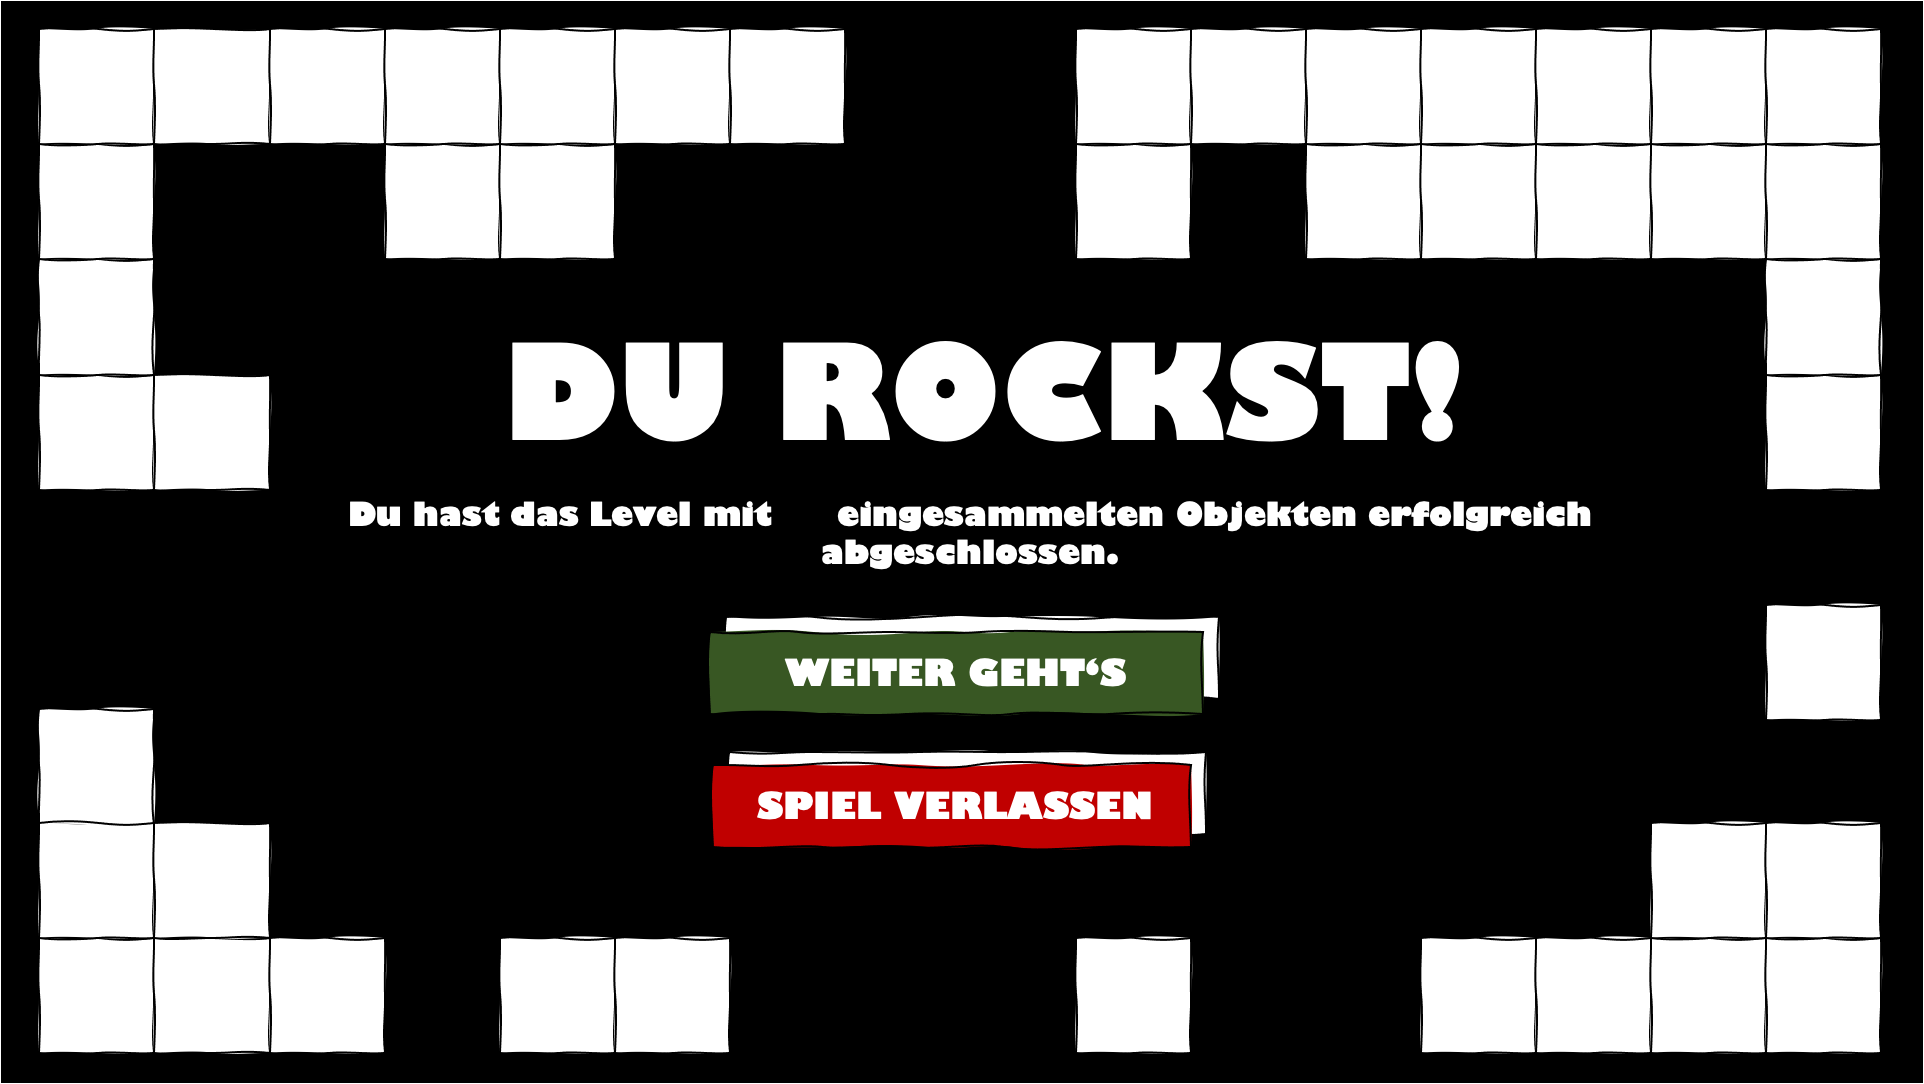 DU ROCKST!
Du hast das Level mit eingesammelten Objekten erfolgreich
abgeschlossen.
WEITER GEHT‘S
SPIEL VERLASSEN